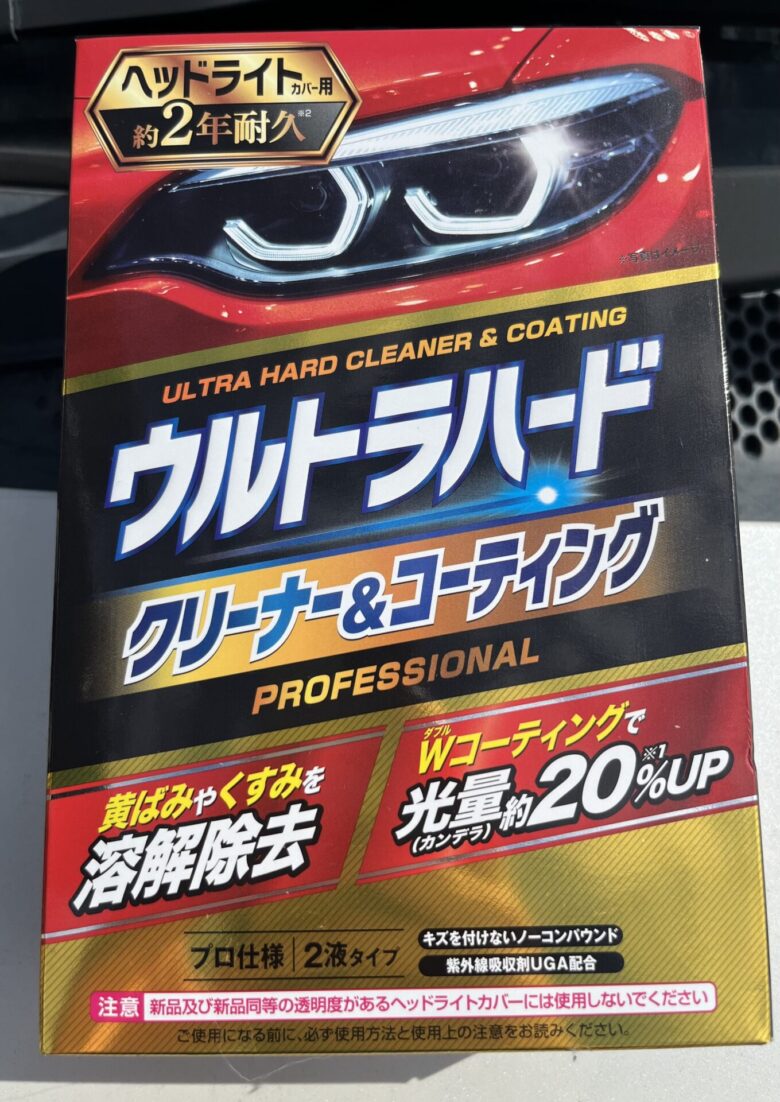 ヘッドライトカバー用
約2年耐久※2
※写真はイメージ
ULTRA HARD CLEANER & COATING
ウルトラハード
クリーナー&コーティング
PROFESSIONAL
黄ばみやくすみを
溶解除去
ダブル
Wコーティングで
光量約20%UP※1
(カンデラ)
プロ仕様 2液タイプ
キズを付けないノーコンパウンド
紫外線吸収剤UGA配合
注意 新品及び新品同等の透明度があるヘッドライトカバーには使用しないでください
ご使用になる前に、必ず使用方法と使用上の注意をお読みください。